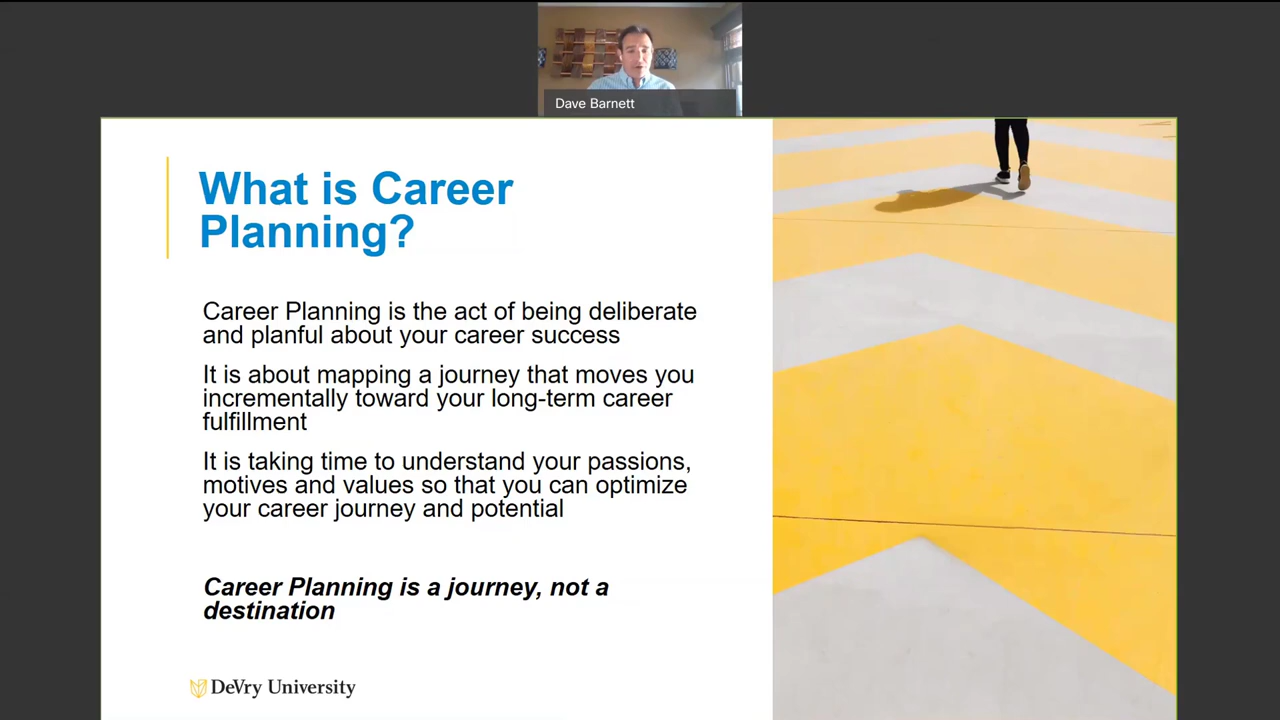 Dave Barnett
What is Career
Planning?
Career Planning is the act of being deliberate
and planful about your career success
It is about mapping a journey that moves you
incrementally toward your long-term career
fulfillment
It is taking time to understand your passions,
motives and values so that you can optimize
your career journey and potential
Career Planning is a journey, not a
destination
DeVry University